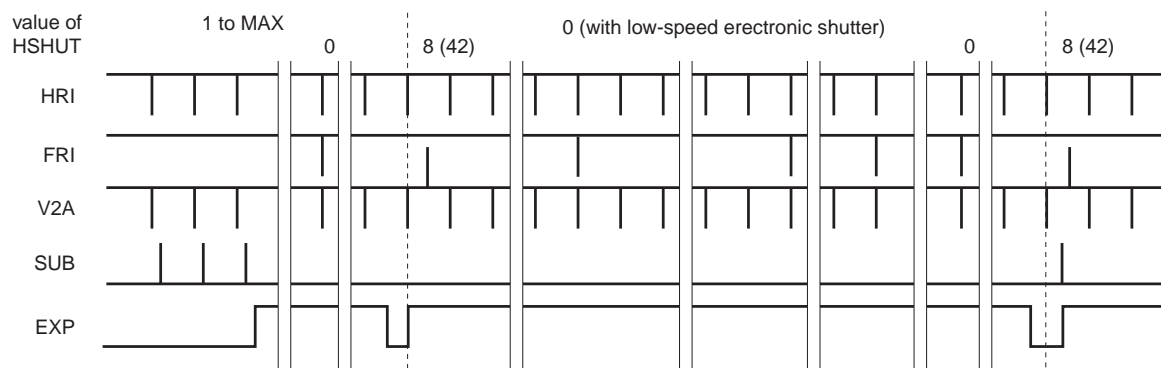 value of
HSHUT
1 to MAX
0
8 (42)
0 (with low-speed erectronic shutter)
0
8 (42)
HRI
FRI
V2A
SUB
EXP